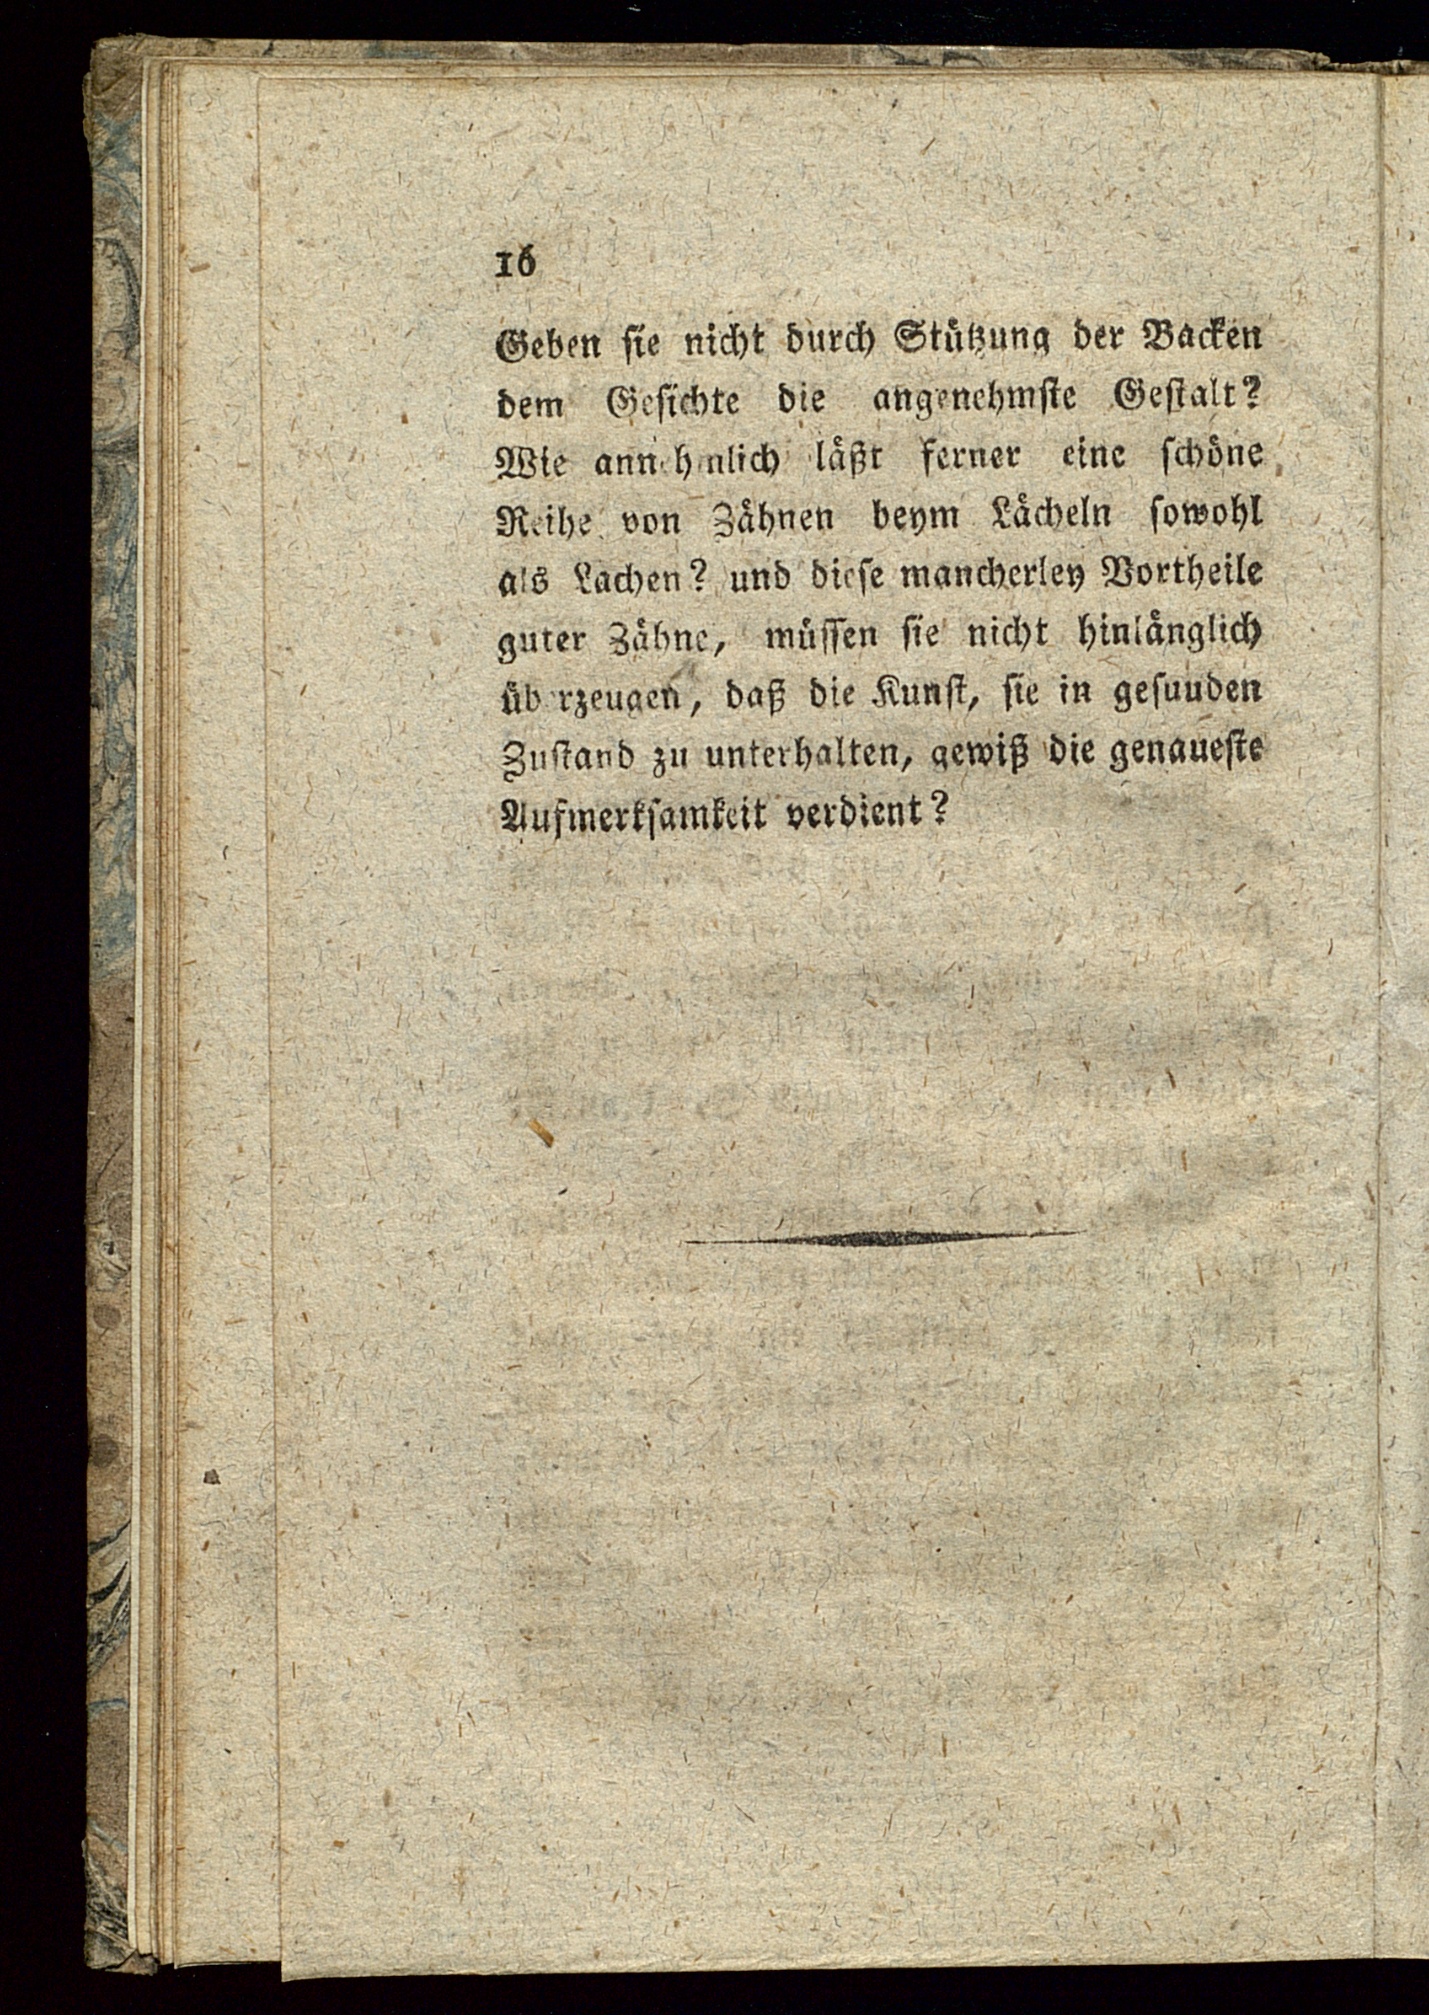 16
Geben sie nicht durch Stützung der Backen
dem Gesichte die angenehmste Gestalt?
Wie annehmlich läßt ferner eine schöne
Reihe von Zähnen beym Lächeln sowohl
als Lachen? und diese mancherley Vortheile
guter Zähne, müssen sie nicht hinlänglich
überzeugen, daß die Kunst, sie in gesuuden
Zustand zu unterhalten, gewiß die genaueste
Aufmerksamkeit verdient?